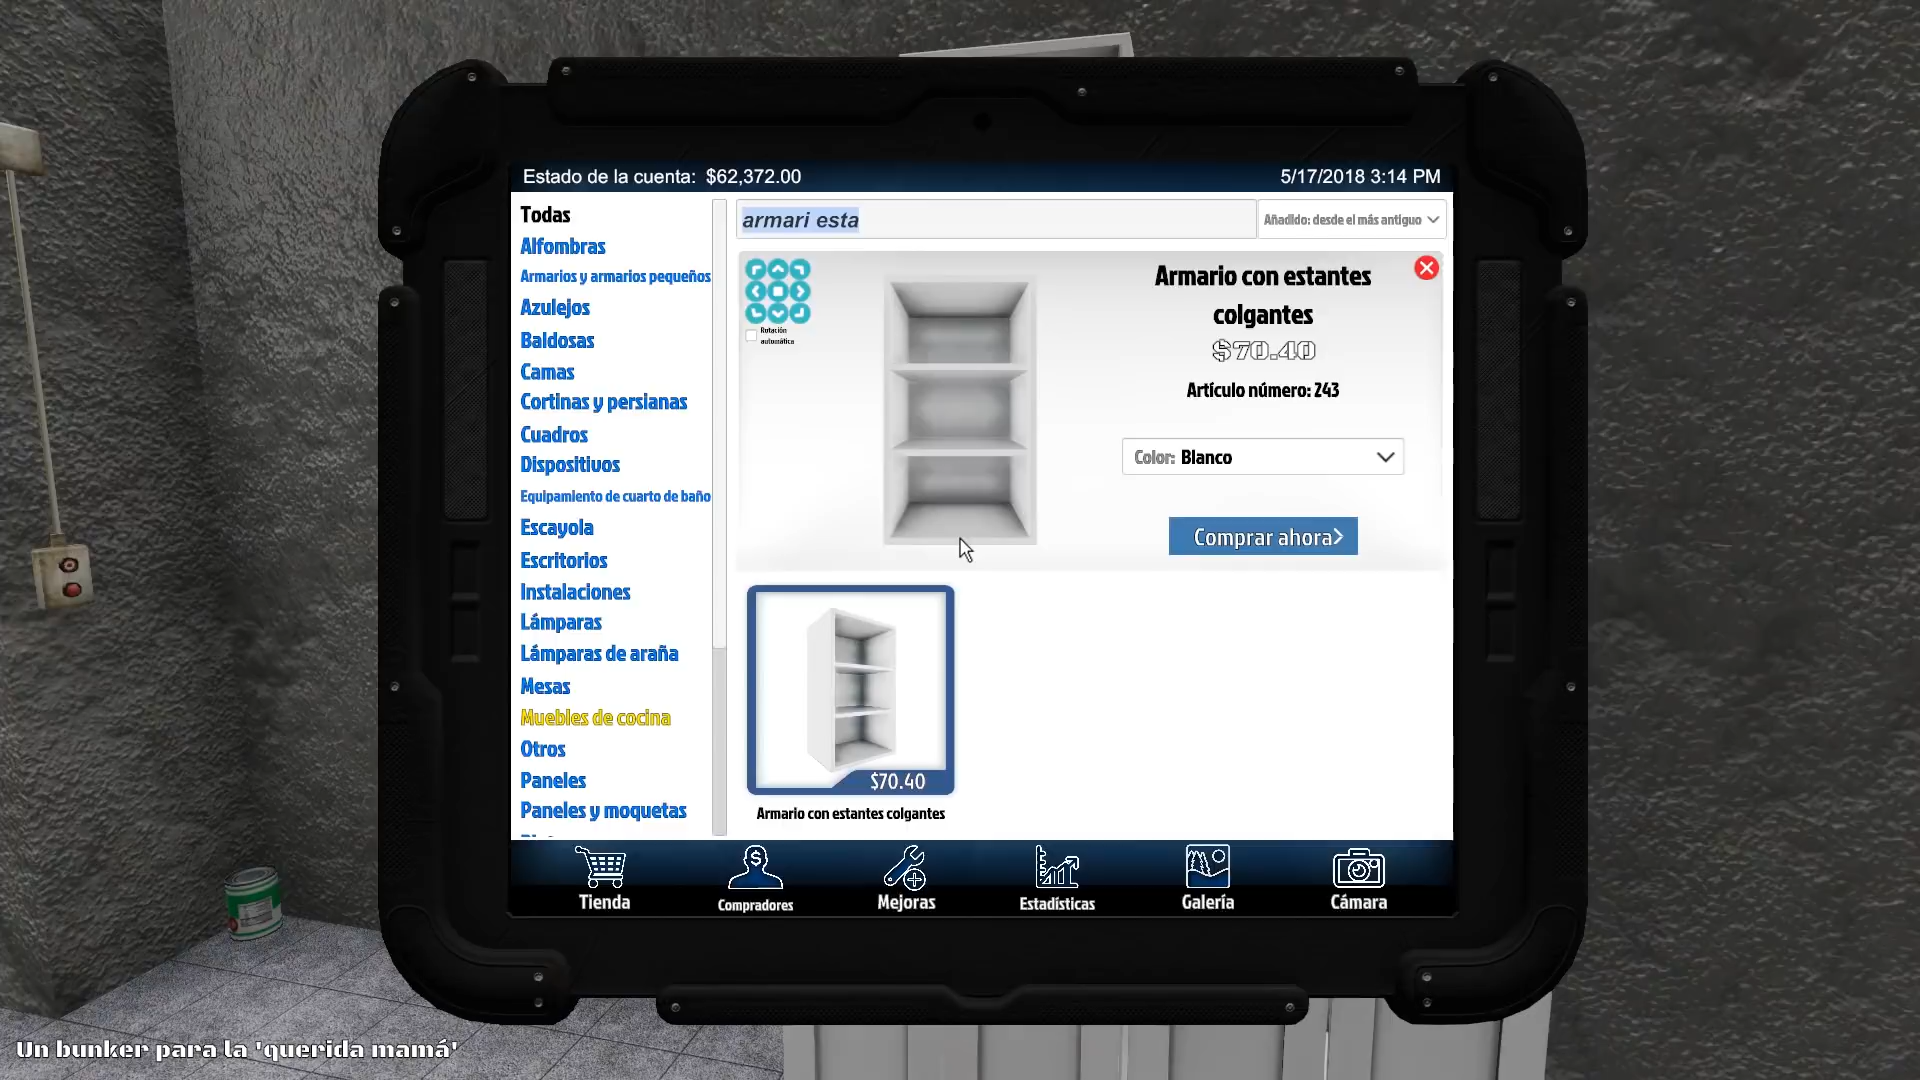 Estado de la cuenta: $62,372.00
5/17/2018 3:14 PM
Todas
Alfombras
Armarios y armarios pequeños
Azulejos
Baldosas
Camas
Cortinas y persianas
Cuadros
Dispositivos
Equipamiento de cuarto de baño
Escayola
Escritorios
Instalaciones
Lámparas
Lámparas de araña
Mesas
Muebles de cocina
Otros
Paneles
Paneles y moquetas
armari esta
Añadido: desde el más antiguo
Rotación
automática
Armario con estantes
colgantes
$70.40
Artículo número: 243
Color: Blanco
Comprar ahora
$70.40
Armario con estantes colgantes
Tienda
Compradores
Mejoras
Estadísticas
Galería
Cámara
Un bunker para la 'querida mamá'